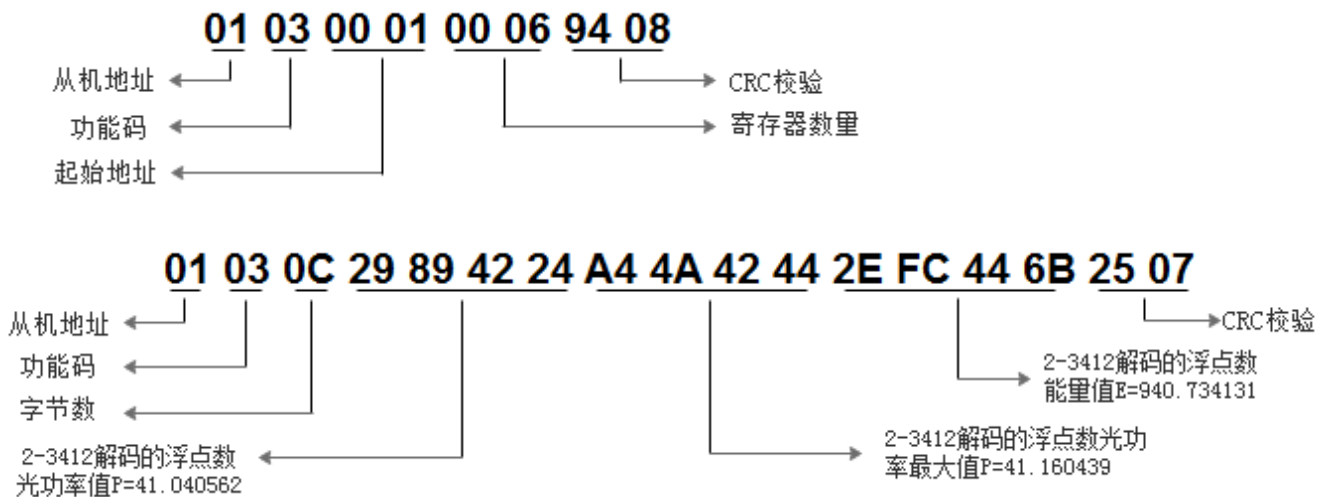 01 03 00 01 00 06 94 08
从机地址
CRC校验
功能码
寄存器数量
起始地址
01 03 0C 29 89 42 24 A4 4A 42 44 2E FC 44 6B 25 07
从机地址
CRC校验
功能码
2-3412解码的浮点数
能量值E=940.734131
字节数
2-3412解码的浮点数
光功率值P=41.040562
2-3412解码的浮点数光功
率最大值P=41.160439